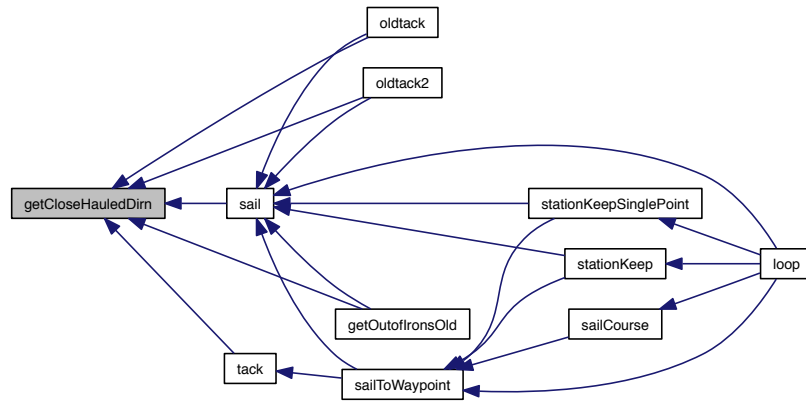 oldtack
oldtack2
getCloseHauledDirn
sail
stationKeepSinglePoint
stationKeep
loop
getOutofIronsOld
sailCourse
tack
sailToWaypoint